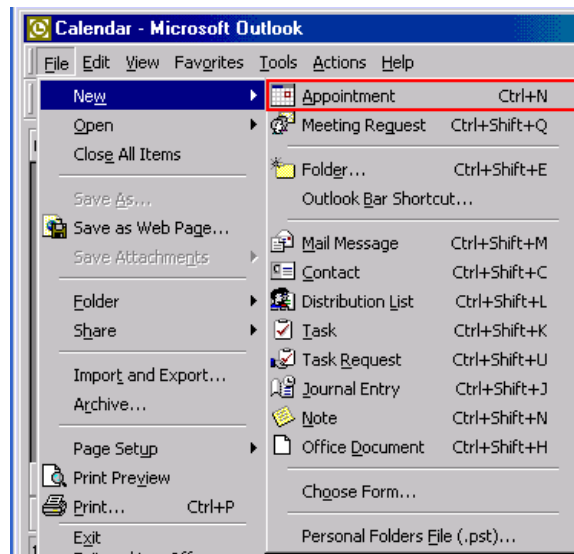 Calendar - Microsoft Outlook
File Edit View Favorites Tools Actions Help
New
Open
Close All Items
Save As...
Save as Web Page...
Save Attachments
Folder
Share
Import and Export...
Archive...
Page Setup
Print Preview
Print... Ctrl+P
Exit
Appointment Ctrl+N
Meeting Request Ctrl+Shift+Q
Folder... Ctrl+Shift+E
Outlook Bar Shortcut...
Mail Message Ctrl+Shift+M
Contact Ctrl+Shift+C
Distribution List Ctrl+Shift+L
Task Ctrl+Shift+K
Task Request Ctrl+Shift+U
Journal Entry Ctrl+Shift+J
Note Ctrl+Shift+N
Office Document Ctrl+Shift+H
Choose Form...
Personal Folders File (.pst)...